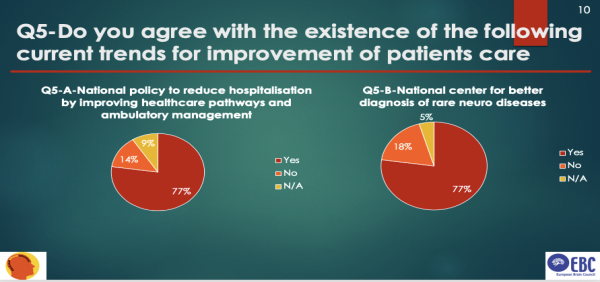 10
Q5-Do you agree with the existence of the following
current trends for improvement of patients care
Q5-A-National policy to reduce hospitalisation
by improving healthcare pathways and
ambulatory management
9%
14%
77%
Yes
No
N/A
Q5-B-National center for better
diagnosis of rare neuro diseases
5%
18%
77%
Yes
No
N/A
EBC
European Brain Council